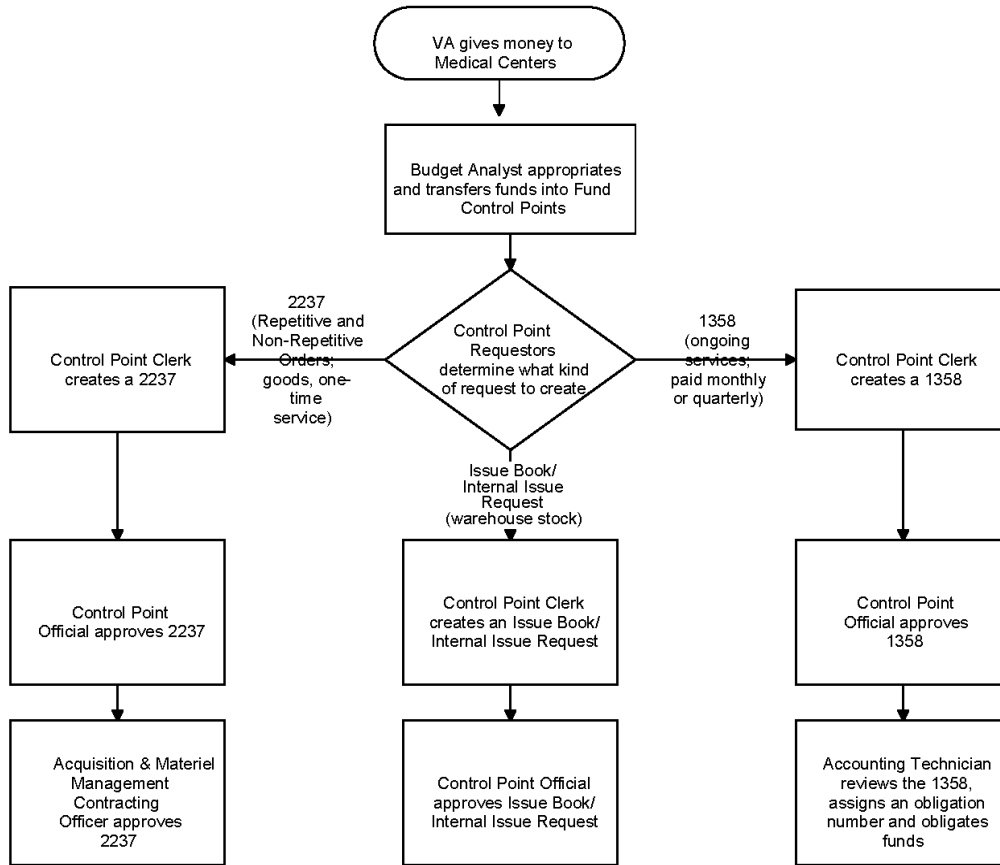 VA gives money to
Medical Centers
Budget Analyst appropriates
and transfers funds into Fund
Control Points
Control Point
Requestors
determine what kind
of request to create
2237
(Repetitive and
Non-Repetitive
Orders;
goods, one-
time
service)
1358
(ongoing
services;
paid monthly
or quarterly)
Issue Book/
Internal Issue
Request
(warehouse stock)
Control Point Clerk
creates a 2237
Control Point Clerk
creates a 1358
Control Point
Official approves 2237
Control Point Clerk
creates an Issue Book/
Internal Issue Request
Control Point
Official approves
1358
Acquisition & Materiel
Management
Contracting
Officer approves
2237
Control Point Official
approves Issue Book/
Internal Issue Request
Accounting Technician
reviews the 1358,
assigns an obligation
number and obligates
funds